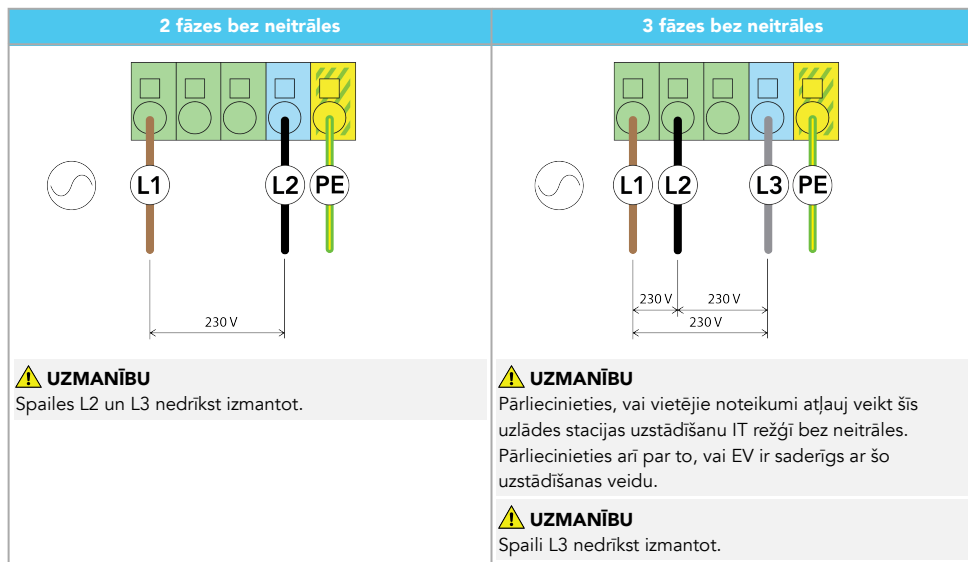 2 fāzes bez neitrāles
L1
L2
PE
230 V
UZMANĪBU
Spailes L2 un L3 nedrīkst izmantot.
3 fāzes bez neitrāles
L1
L2
L3
PE
230 V
230 V
230 V
UZMANĪBU
Pārliecinieties, vai vietējie noteikumi atļauj veikt šīs
uzlādes stacijas uzstādīšanu IT režģī bez neitrāles.
Pārliecinieties arī par to, vai EV ir saderīgs ar šo
uzstādīšanas veidu.
UZMANĪBU
Spaili L3 nedrīkst izmantot.